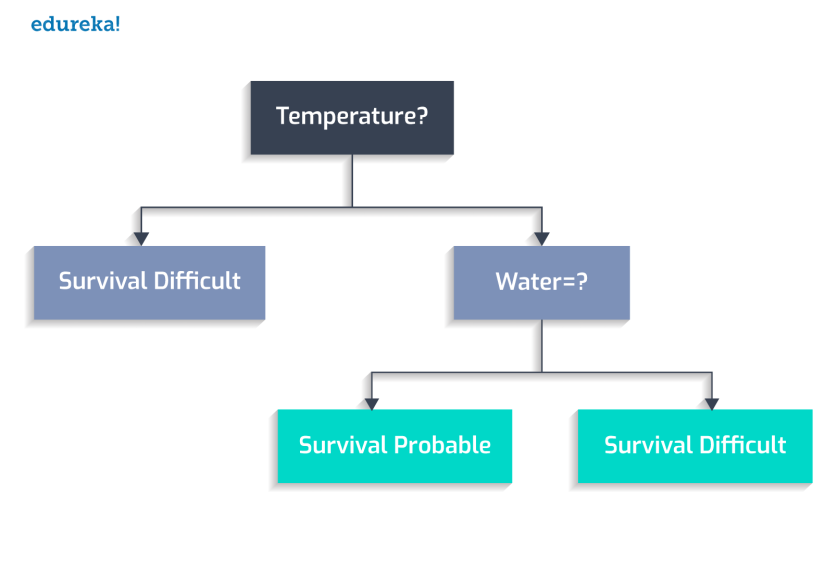 edureka!
Temperature?
Survival Difficult
Water=?
Survival Probable
Survival Difficult